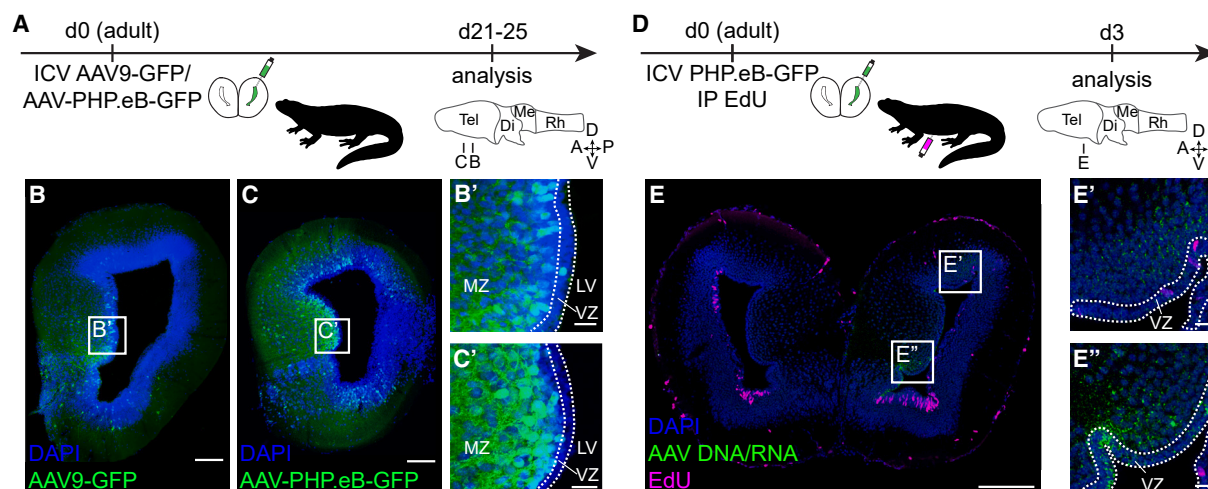 A
d0 (adult)
d21-25
ICV AAV9-GFP/
AAV-PHP.eB-GFP
analysis
Tel
Di
Me
Rh
D
A P
V
C B
D
d0 (adult)
d3
ICV PHP.eB-GFP
IP EdU
analysis
Tel
Di
Me
Rh
D
A
V
E
B
B'
DAPI
AAV9-GFP
C
C'
DAPI
AAV-PHP.eB-GFP
B'
MZ
LV
VZ
C'
MZ
LV
VZ
E
E'
E"
DAPI
AAV DNA/RNA
EdU
E'
VZ
E"
VZ